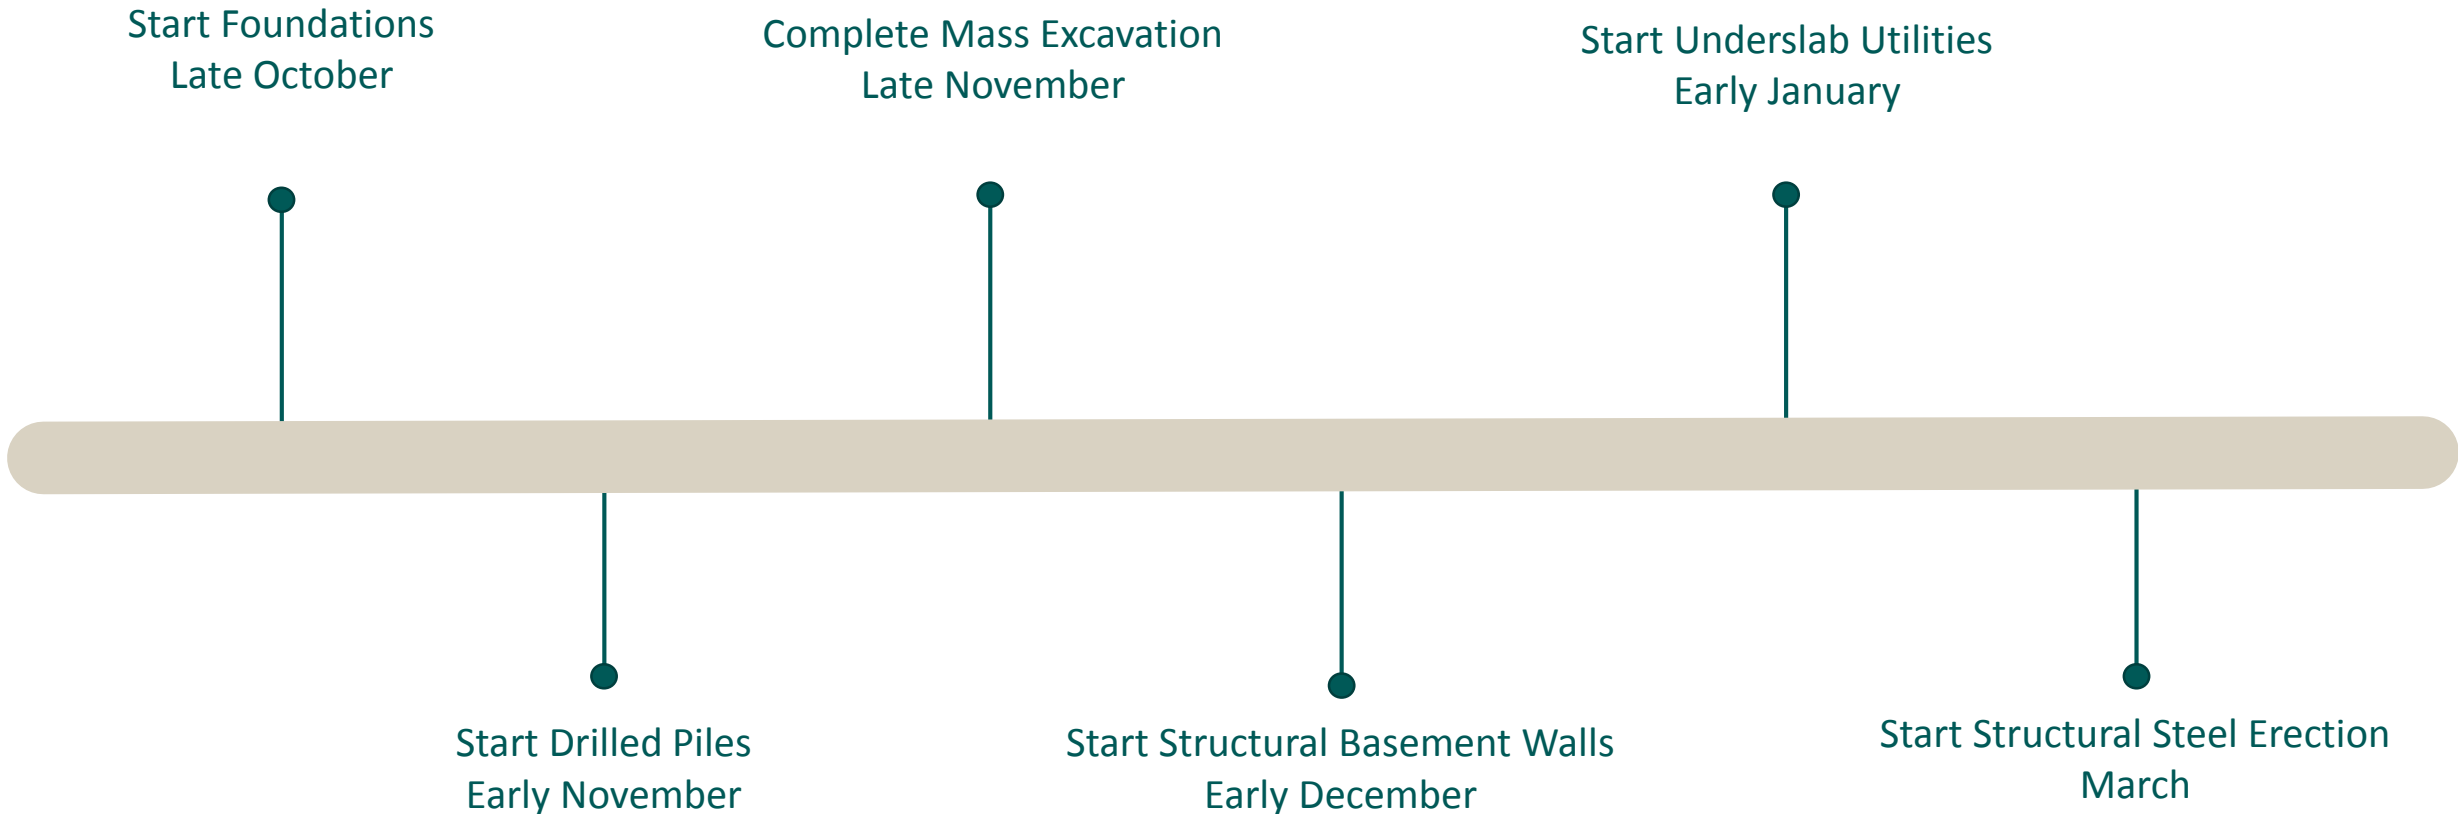 Start Foundations
Late October
Complete Mass Excavation
Late November
Start Underslab Utilities
Early January
Start Drilled Piles
Early November
Start Structural Basement Walls
Early December
Start Structural Steel Erection
March